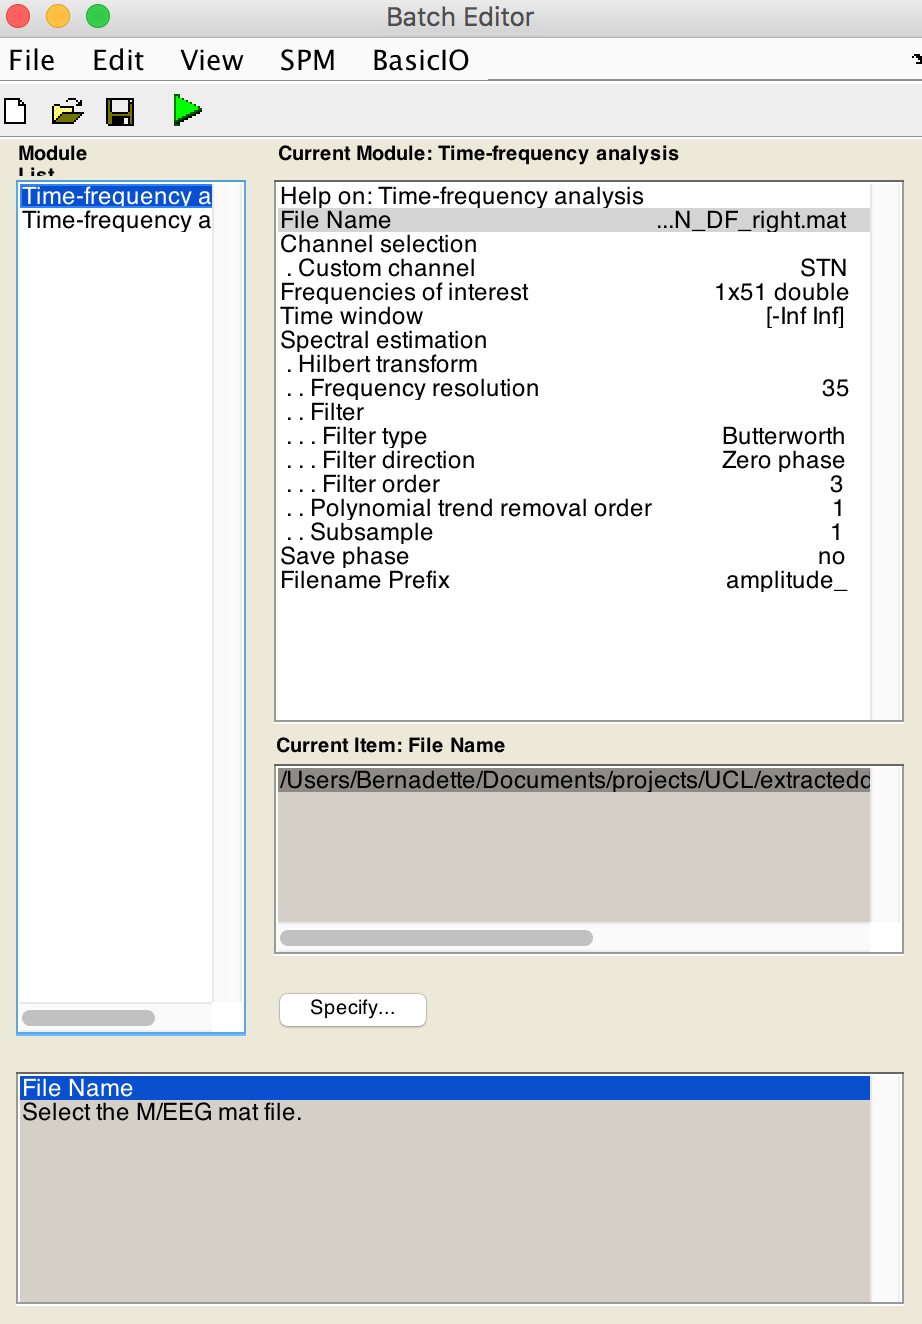 Batch Editor
File Edit View SPM BasicIO
Module
List
Current Module: Time-frequency analysis
Time-frequency a
Time-frequency a
Help on: Time-frequency analysis
File Name ...N_DF_right.mat
Channel selection
. Custom channel STN
Frequencies of interest 1x51 double
Time window [-Inf Inf]
Spectral estimation
. Hilbert transform
. . Frequency resolution 35
. . Filter
. . . Filter type Butterworth
. . . Filter direction Zero phase
. . . Filter order 3
. . Polynomial trend removal order 1
. . Subsample 1
Save phase no
Filename Prefix amplitude_
Current Item: File Name
/Users/Bernadette/Documents/projects/UCL/extractedd
Specify...
File Name
Select the M/EEG mat file.